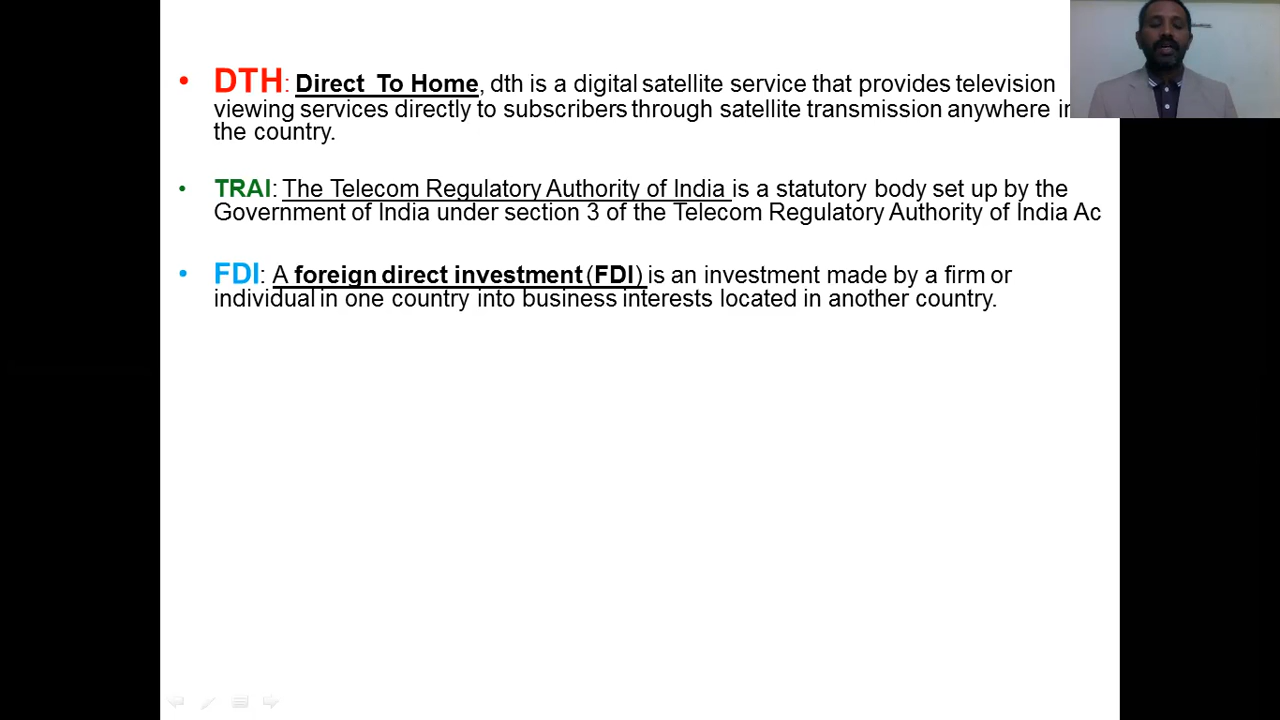 • DTH: Direct To Home, dth is a digital satellite service that provides television
viewing services directly to subscribers through satellite transmission anywhere in
the country.
• TRAI: The Telecom Regulatory Authority of India is a statutory body set up by the
Government of India under section 3 of the Telecom Regulatory Authority of India Ac
• FDI: A foreign direct investment (FDI) is an investment made by a firm or
individual in one country into business interests located in another country.